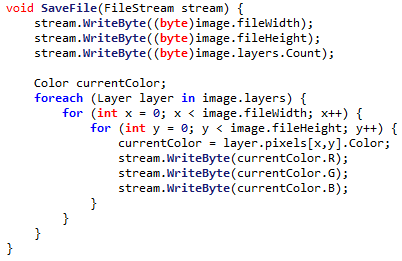 void SaveFile(FileStream stream) {
    stream.WriteByte((byte)image.fileWidth);
    stream.WriteByte((byte)image.fileHeight);
    stream.WriteByte((byte)image.layers.Count);

    Color currentColor;
    foreach (Layer layer in image.layers) {
        for (int x = 0; x < image.fileWidth; x++) {
            for (int y = 0; y < image.fileHeight; y++) {
                currentColor = layer.pixels[x,y].Color;
                stream.WriteByte(currentColor.R);
                stream.WriteByte(currentColor.G);
                stream.WriteByte(currentColor.B);
            }
        }
    }
}